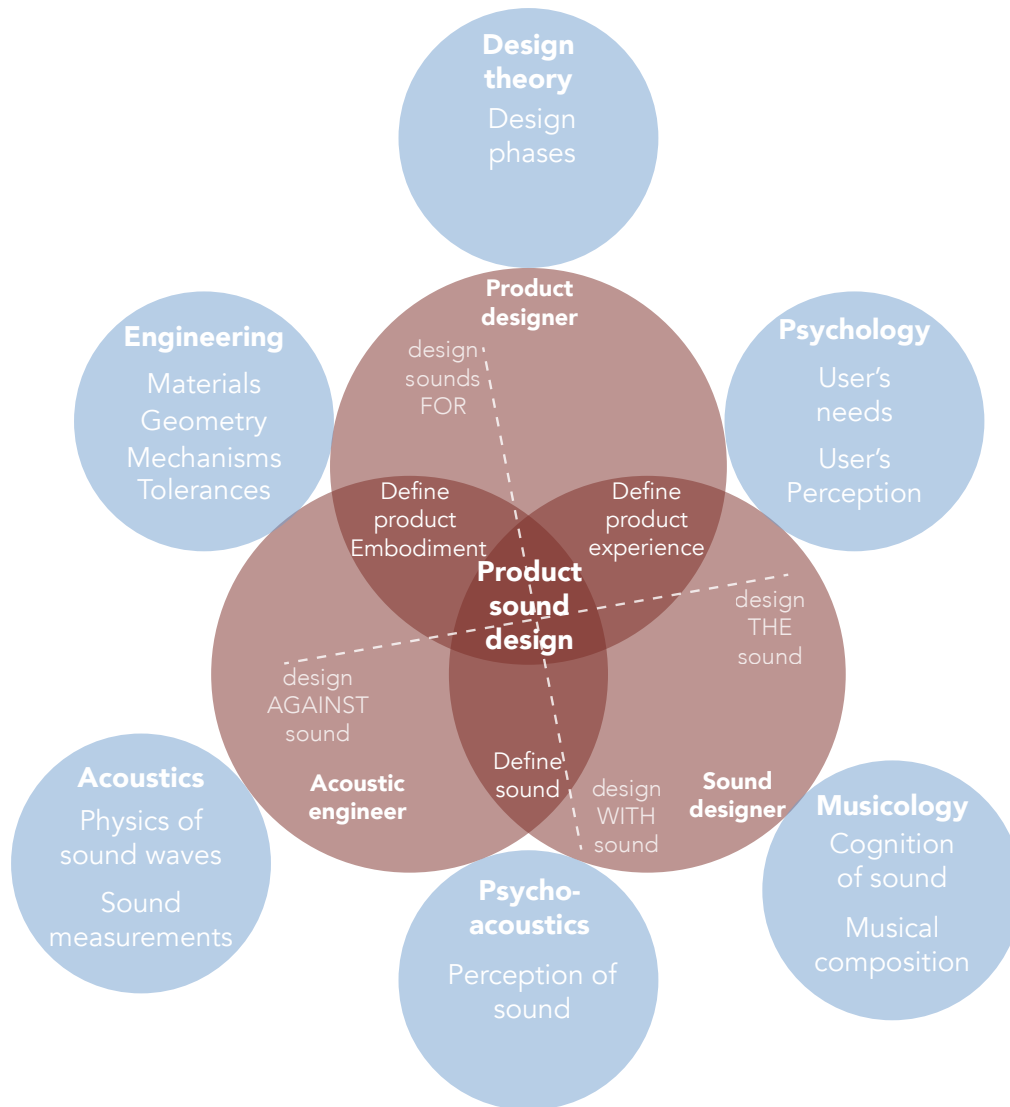 Design
theory
Design
phases
Product
designer
design
sounds
FOR
Engineering
Materials
Geometry
Mechanisms
Tolerances
Psychology
User's
needs
User's
Perception
Define
product
Embodiment
Define
product
experience
Product
sound
design
design
THE
sound
design
AGAINST
sound
Define
sound
design
WITH
sound
Acoustic
engineer
Sound
designer
Acoustics
Physics of
sound waves
Sound
measurements
Psycho-
acoustics
Perception of
sound
Musicology
Cognition
of sound
Musical
composition